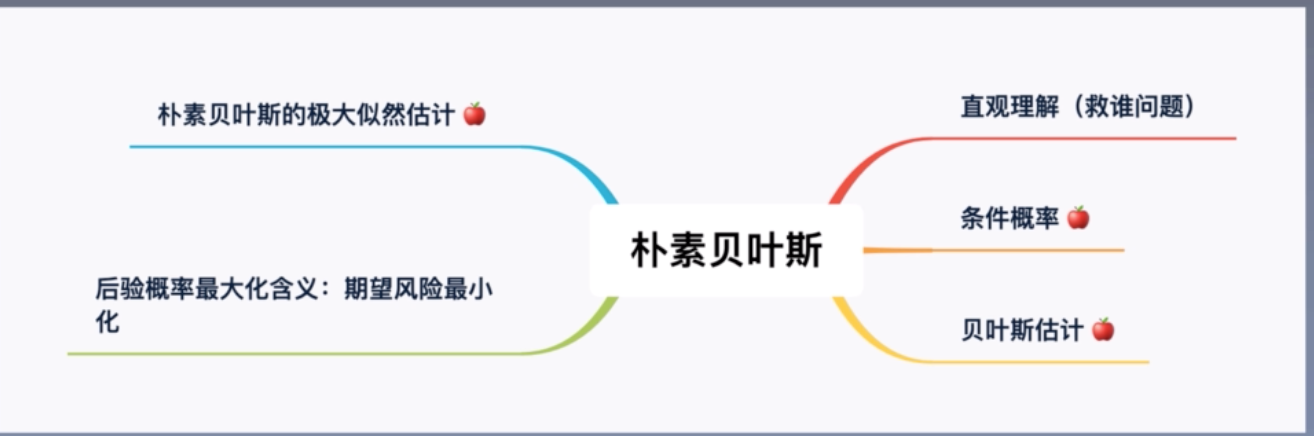 朴素贝叶斯的极大似然估计 🍎
后验概率最大化含义：期望风险最小
化
朴素贝叶斯
直观理解（救谁问题）
条件概率 🍎
贝叶斯估计 🍎